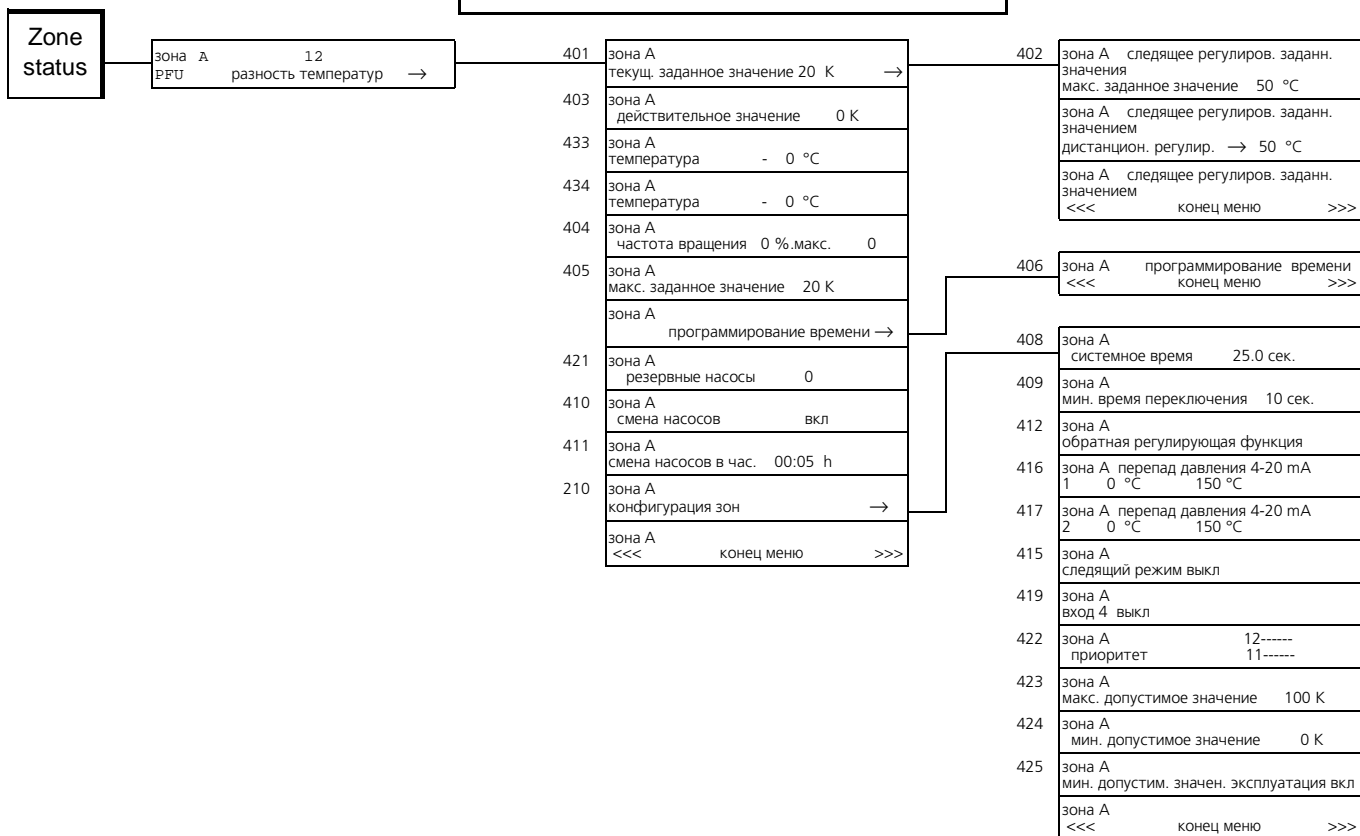 Zone
status
зона A 12
PFU разность температур →
401 зона A
текущ. заданное значение 20 K →
403 зона A
действительное значение 0 K
433 зона A
температура - 0 °C
434 зона A
температура - 0 °C
404 зона A
частота вращения 0 %.макс. 0
405 зона A
макс. заданное значение 20 K
зона A
программирование времени →
421 зона A
резервные насосы 0
410 зона A
смена насосов вкл
411 зона A
смена насосов в час. 00:05 h
210 зона A
конфигурация зон →
зона A
<<< конец меню >>>
402 зона A следящее регулиров. заданн.
значения
макс. заданное значение 50 °C
зона A следящее регулиров. заданн.
значением
дистанцион. регулир. → 50 °C
зона A следящее регулиров. заданн.
значением
<<< конец меню >>>
406 зона A программирование времени
<<< конец меню >>>
408 зона A
системное время 25.0 сек.
409 зона A
мин. время переключения 10 сек.
412 зона A
обратная регулирующая функция
416 зона A перепад давления 4-20 mA
1 0 °C 150 °C
417 зона A перепад давления 4-20 mA
2 0 °C 150 °C
415 зона A
следящий режим выкл
419 зона A
вход 4 выкл
422 зона A 12------
приоритет 11------
423 зона A
макс. допустимое значение 100 K
424 зона A
мин. допустимое значение 0 K
425 зона A
мин. допустим. значен. эксплуатация вкл
зона A
<<< конец меню >>>